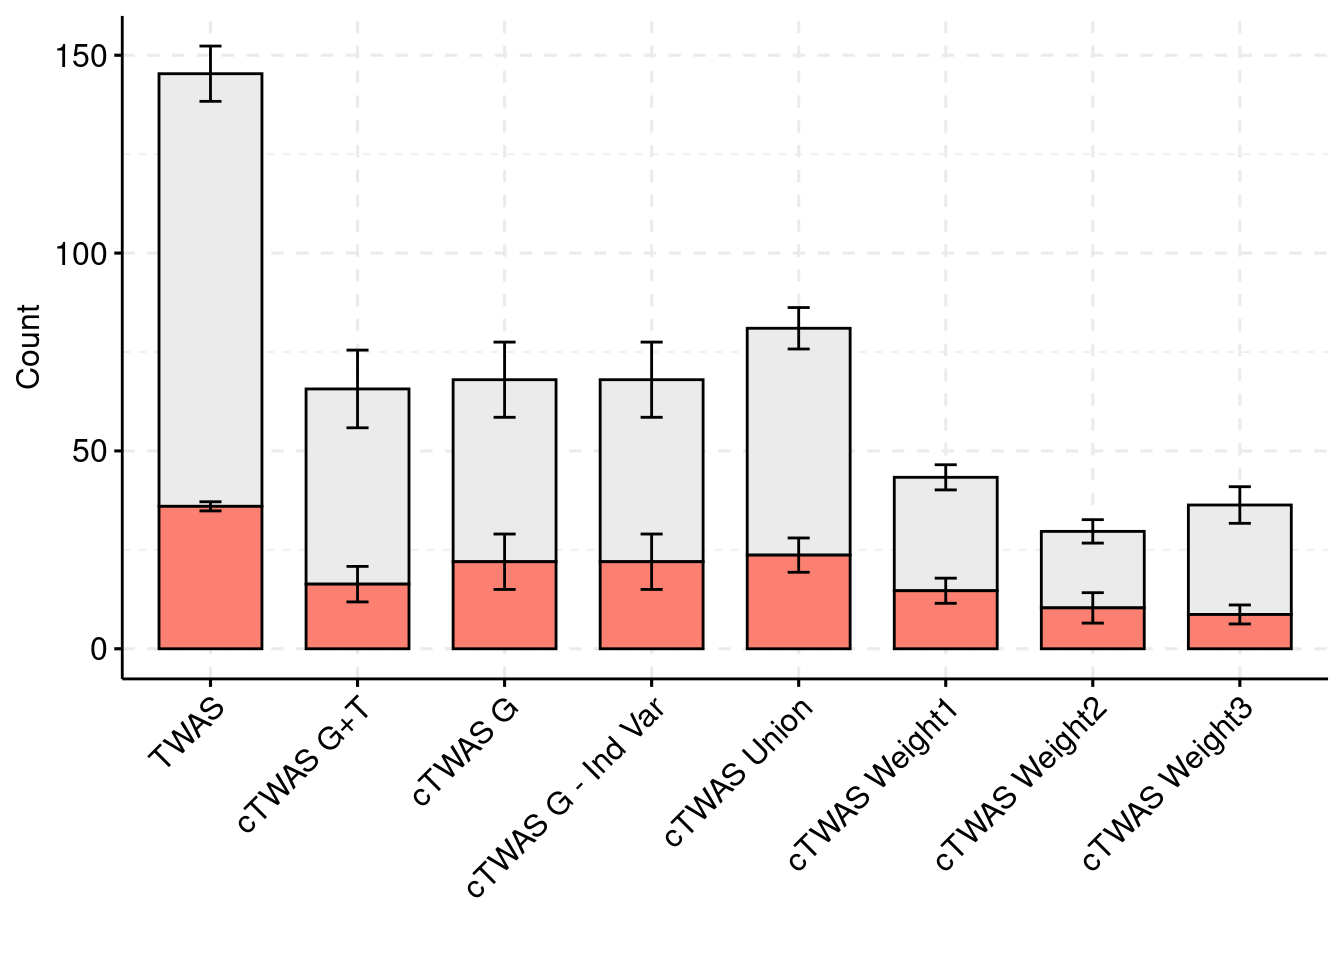 150
100
50
0
Count
TWAS
cTWAS G+T
cTWAS G
cTWAS G - Ind Var
cTWAS Union
cTWAS Weight1
cTWAS Weight2
cTWAS Weight3